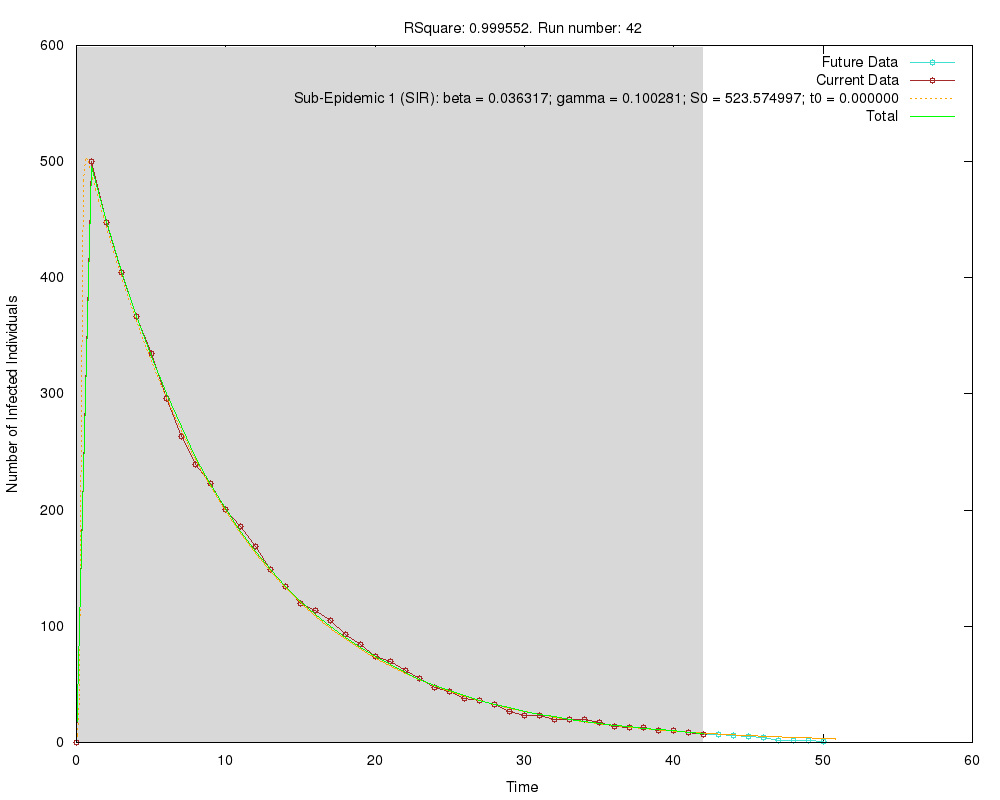 RSquare: 0.999552. Run number: 42
600
500
400
300
200
100
0
Number of Infected Individuals
Future Data
Current Data
Sub-Epidemic 1 (SIR): beta = 0.036317; gamma = 0.100281; S0 = 523.574997; t0 = 0.000000
Total
0 10 20 30 40 50 60
Time